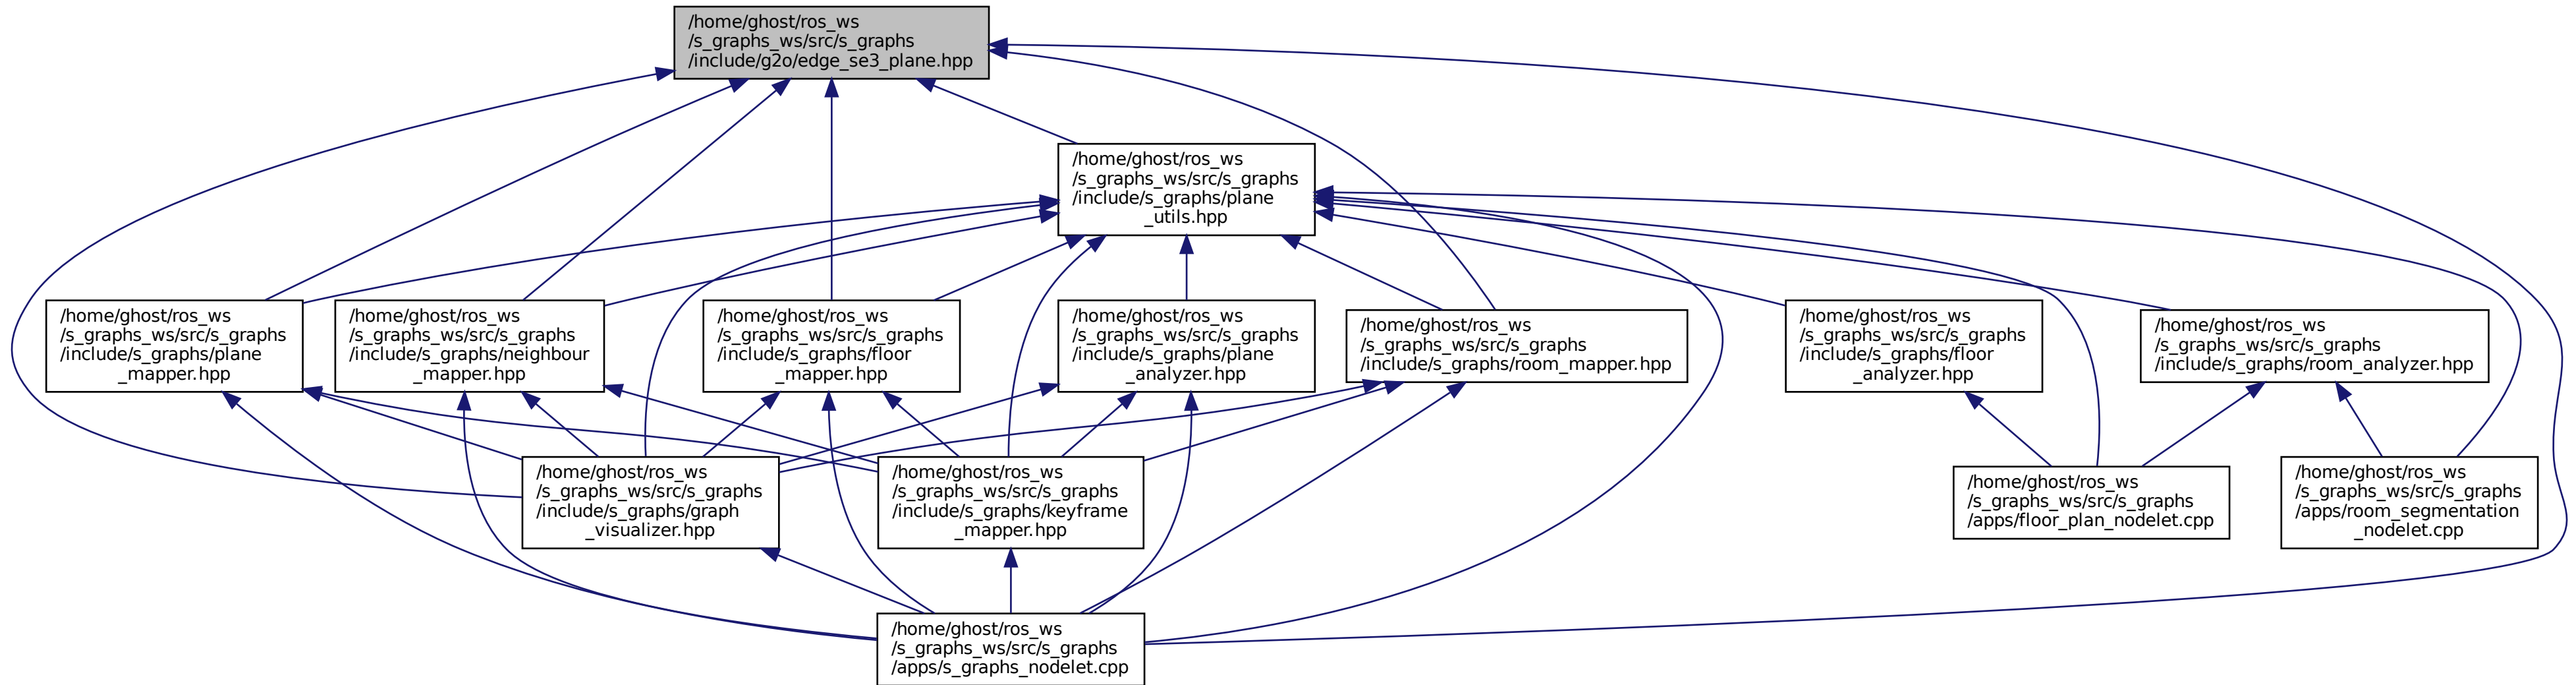 /home/ghost/ros_ws
/s_graphs_ws/src/s_graphs
/include/g2o/edge_se3_plane.hpp
/home/ghost/ros_ws
/s_graphs_ws/src/s_graphs
/include/s_graphs/plane
_utils.hpp
/home/ghost/ros_ws
/s_graphs_ws/src/s_graphs
/include/s_graphs/plane
_mapper.hpp
/home/ghost/ros_ws
/s_graphs_ws/src/s_graphs
/include/s_graphs/neighbour
_mapper.hpp
/home/ghost/ros_ws
/s_graphs_ws/src/s_graphs
/include/s_graphs/floor
_mapper.hpp
/home/ghost/ros_ws
/s_graphs_ws/src/s_graphs
/include/s_graphs/plane
_analyzer.hpp
/home/ghost/ros_ws
/s_graphs_ws/src/s_graphs
/include/s_graphs/room_mapper.hpp
/home/ghost/ros_ws
/s_graphs_ws/src/s_graphs
/include/s_graphs/floor
_analyzer.hpp
/home/ghost/ros_ws
/s_graphs_ws/src/s_graphs
/include/s_graphs/room_analyzer.hpp
/home/ghost/ros_ws
/s_graphs_ws/src/s_graphs
/include/s_graphs/graph
_visualizer.hpp
/home/ghost/ros_ws
/s_graphs_ws/src/s_graphs
/include/s_graphs/keyframe
_mapper.hpp
/home/ghost/ros_ws
/s_graphs_ws/src/s_graphs
/apps/floor_plan_nodelet.cpp
/home/ghost/ros_ws
/s_graphs_ws/src/s_graphs
/apps/room_segmentation
_nodelet.cpp
/home/ghost/ros_ws
/s_graphs_ws/src/s_graphs
/apps/s_graphs_nodelet.cpp